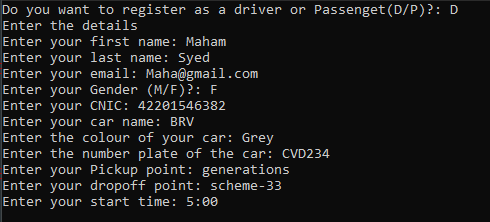 Do you want to register as a driver or Passenget(D/P)?: D
Enter the details
Enter your first name: Maham
Enter your last name: Syed
Enter your email: Maha@gmail.com
Enter your Gender (M/F)?: F
Enter your CNIC: 42201546382
Enter your car name: BRV
Enter the colour of your car: Grey
Enter the number plate of the car: CVD234
Enter your Pickup point: generations
Enter your dropoff point: scheme-33
Enter your start time: 5:00